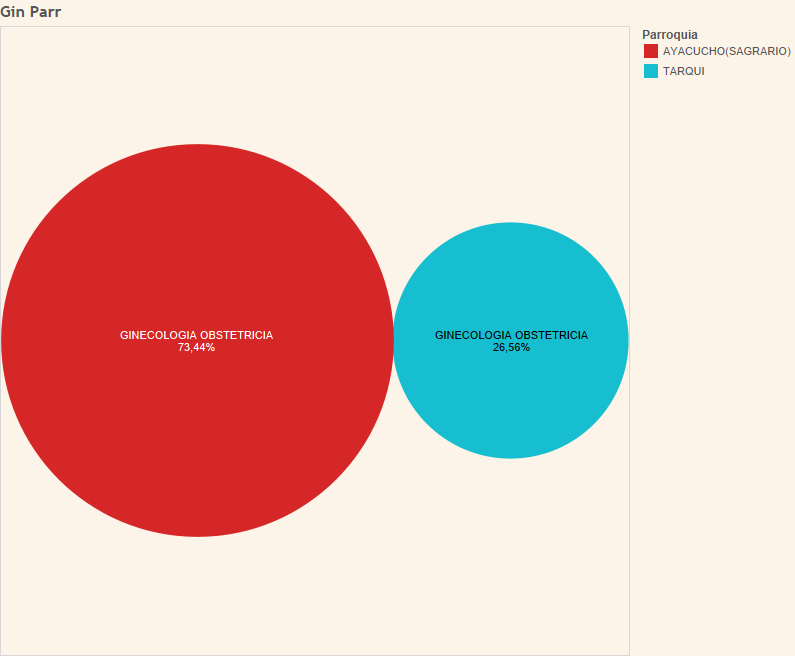 Gin Parr
Parroquia
AYACUCHO(SAGRARIO)
TARQUI
GINECOLOGIA OBSTETRICIA
73,44%
GINECOLOGIA OBSTETRICIA
26,56%